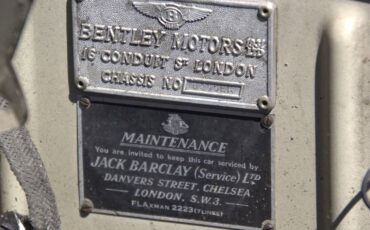 BENTLEY MOTORS
16 CONDUIT ST LONDON
CHASSIS NO
MAINTENANCE
You are invited to keep this car serviced by
JACK BARCLAY (Service) LTD
DANVERS STREET, CHELSEA
LONDON, S.W.3.
FLAXMAN 2223